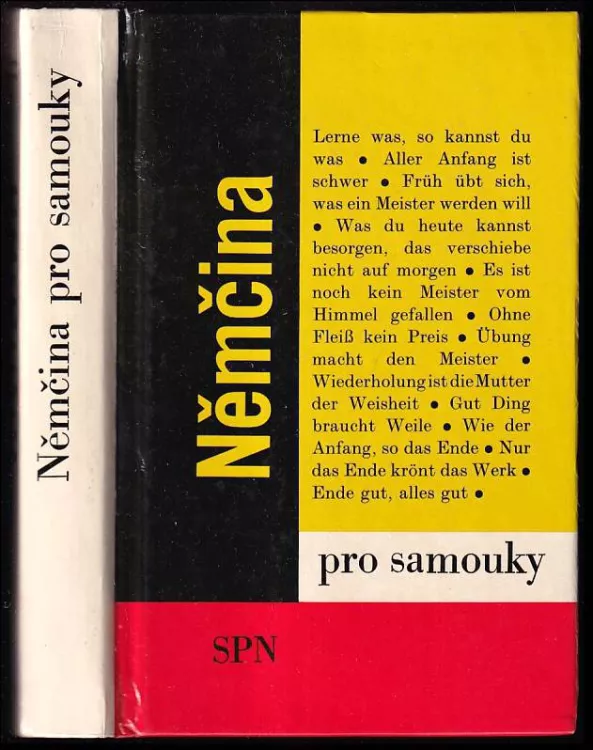 Němčina pro samouky
Němčina
Lerne was, so kannst du
was • Aller Anfang ist
schwer • Früh übt sich,
was ein Meister werden will
• Was du heute kannst
besorgen, das verschiebe
nicht auf morgen • Es ist
noch kein Meister vom
Himmel gefallen • Ohne
Fleiß kein Preis • Übung
macht den Meister •
Wiederholung ist die Mutter
der Weisheit • Gut Ding
braucht Weile • Wie der
Anfang, so das Ende • Nur
das Ende krönt das Werk •
Ende gut, alles gut •
pro samouky
SPN